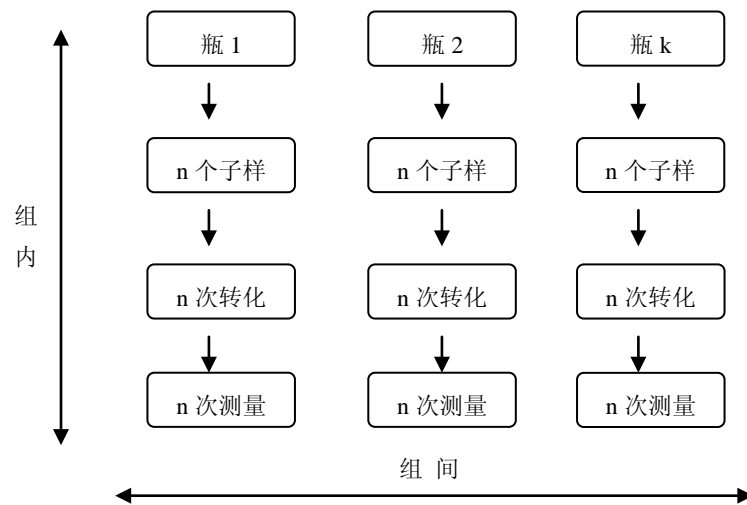 瓶 1
瓶 2
瓶 k
n 个子样
n 个子样
n 个子样
组
内
n 次转化
n 次转化
n 次转化
n 次测量
n 次测量
n 次测量
组 间